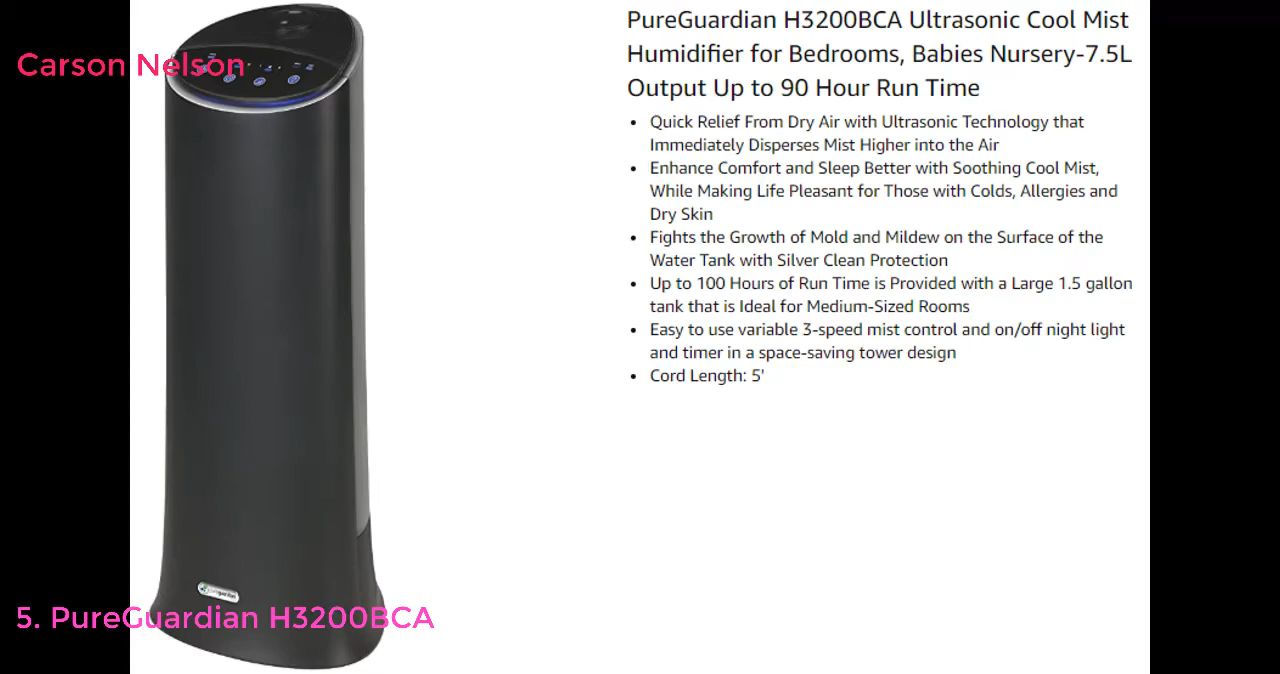 Carson Nelson
PureGuardian H3200BCA Ultrasonic Cool Mist
Humidifier for Bedrooms, Babies Nursery-7.5L
Output Up to 90 Hour Run Time
• Quick Relief From Dry Air with Ultrasonic Technology that
Immediately Disperses Mist Higher into the Air
• Enhance Comfort and Sleep Better with Soothing Cool Mist,
While Making Life Pleasant for Those with Colds, Allergies and
Dry Skin
• Fights the Growth of Mold and Mildew on the Surface of the
Water Tank with Silver Clean Protection
• Up to 100 Hours of Run Time is Provided with a Large 1.5 gallon
tank that is Ideal for Medium-Sized Rooms
• Easy to use variable 3-speed mist control and on/off night light
and timer in a space-saving tower design
• Cord Length: 5'
5. PureGuardian H3200BCA